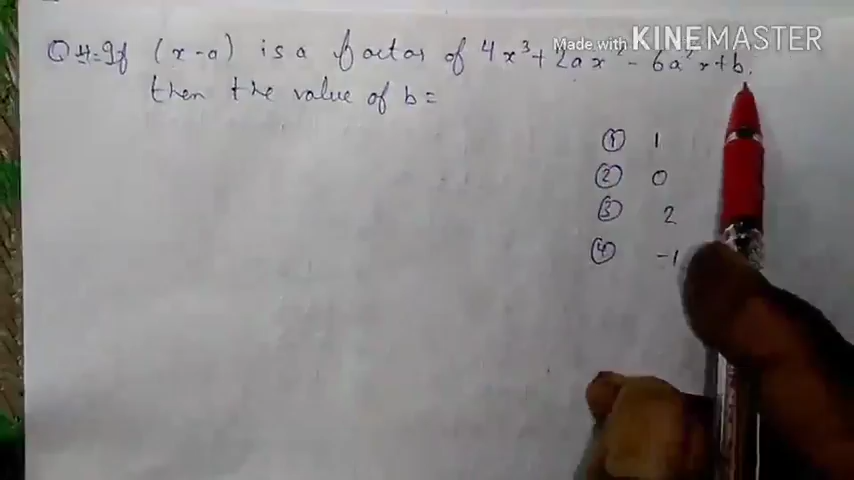 Made with KINEMASTER
Q4=If (x-a) is a factor of 4x³+2ax²-6a²x+b,
then the value of b=
① 1
② 0
③ 2
④ -1